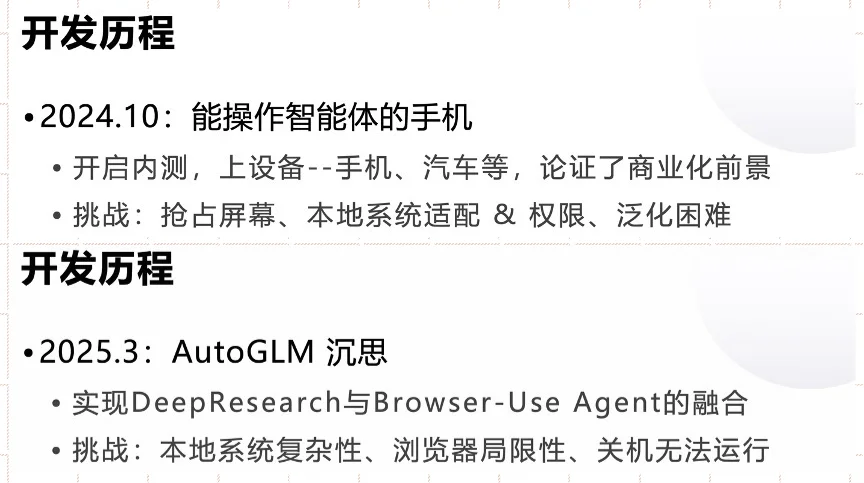 开发历程
•2024.10：能操作智能体的手机
• 开启内测，上设备--手机、汽车等，论证了商业化前景
• 挑战：抢占屏幕、本地系统适配 & 权限、泛化困难
开发历程
•2025.3：AutoGLM 沉思
• 实现DeepResearch与Browser-Use Agent的融合
• 挑战：本地系统复杂性、浏览器局限性、关机无法运行